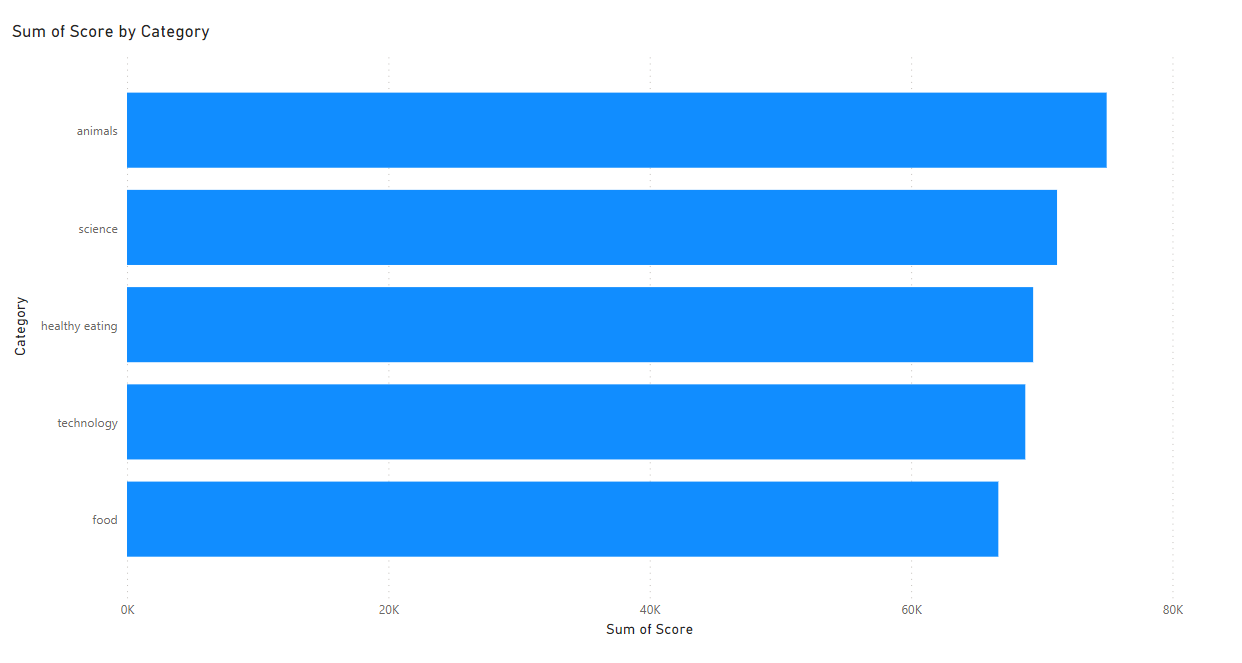 Sum of Score by Category
animals
science
healthy eating
technology
food
Category
0K 20K 40K 60K 80K
Sum of Score